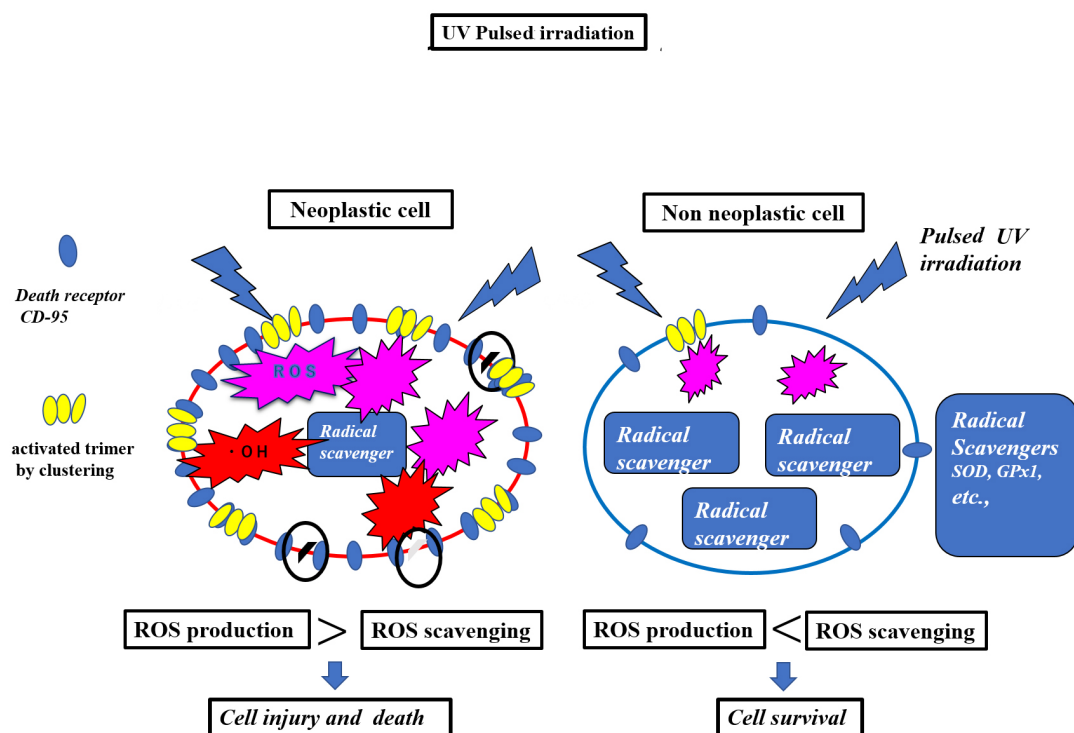 UV Pulsed irradiation
Neoplastic cell
Non neoplastic cell
Pulsed UV
irradiation
Death receptor
CD-95
ROS
Radical
scavenger
・OH
activated trimer
by clustering
Radical
scavenger
Radical
scavenger
Radical
scavenger
Radical
Scavengers
SOD, GPx1,
etc.,
ROS production
>
ROS scavenging
ROS production
<
ROS scavenging
Cell injury and death
Cell survival